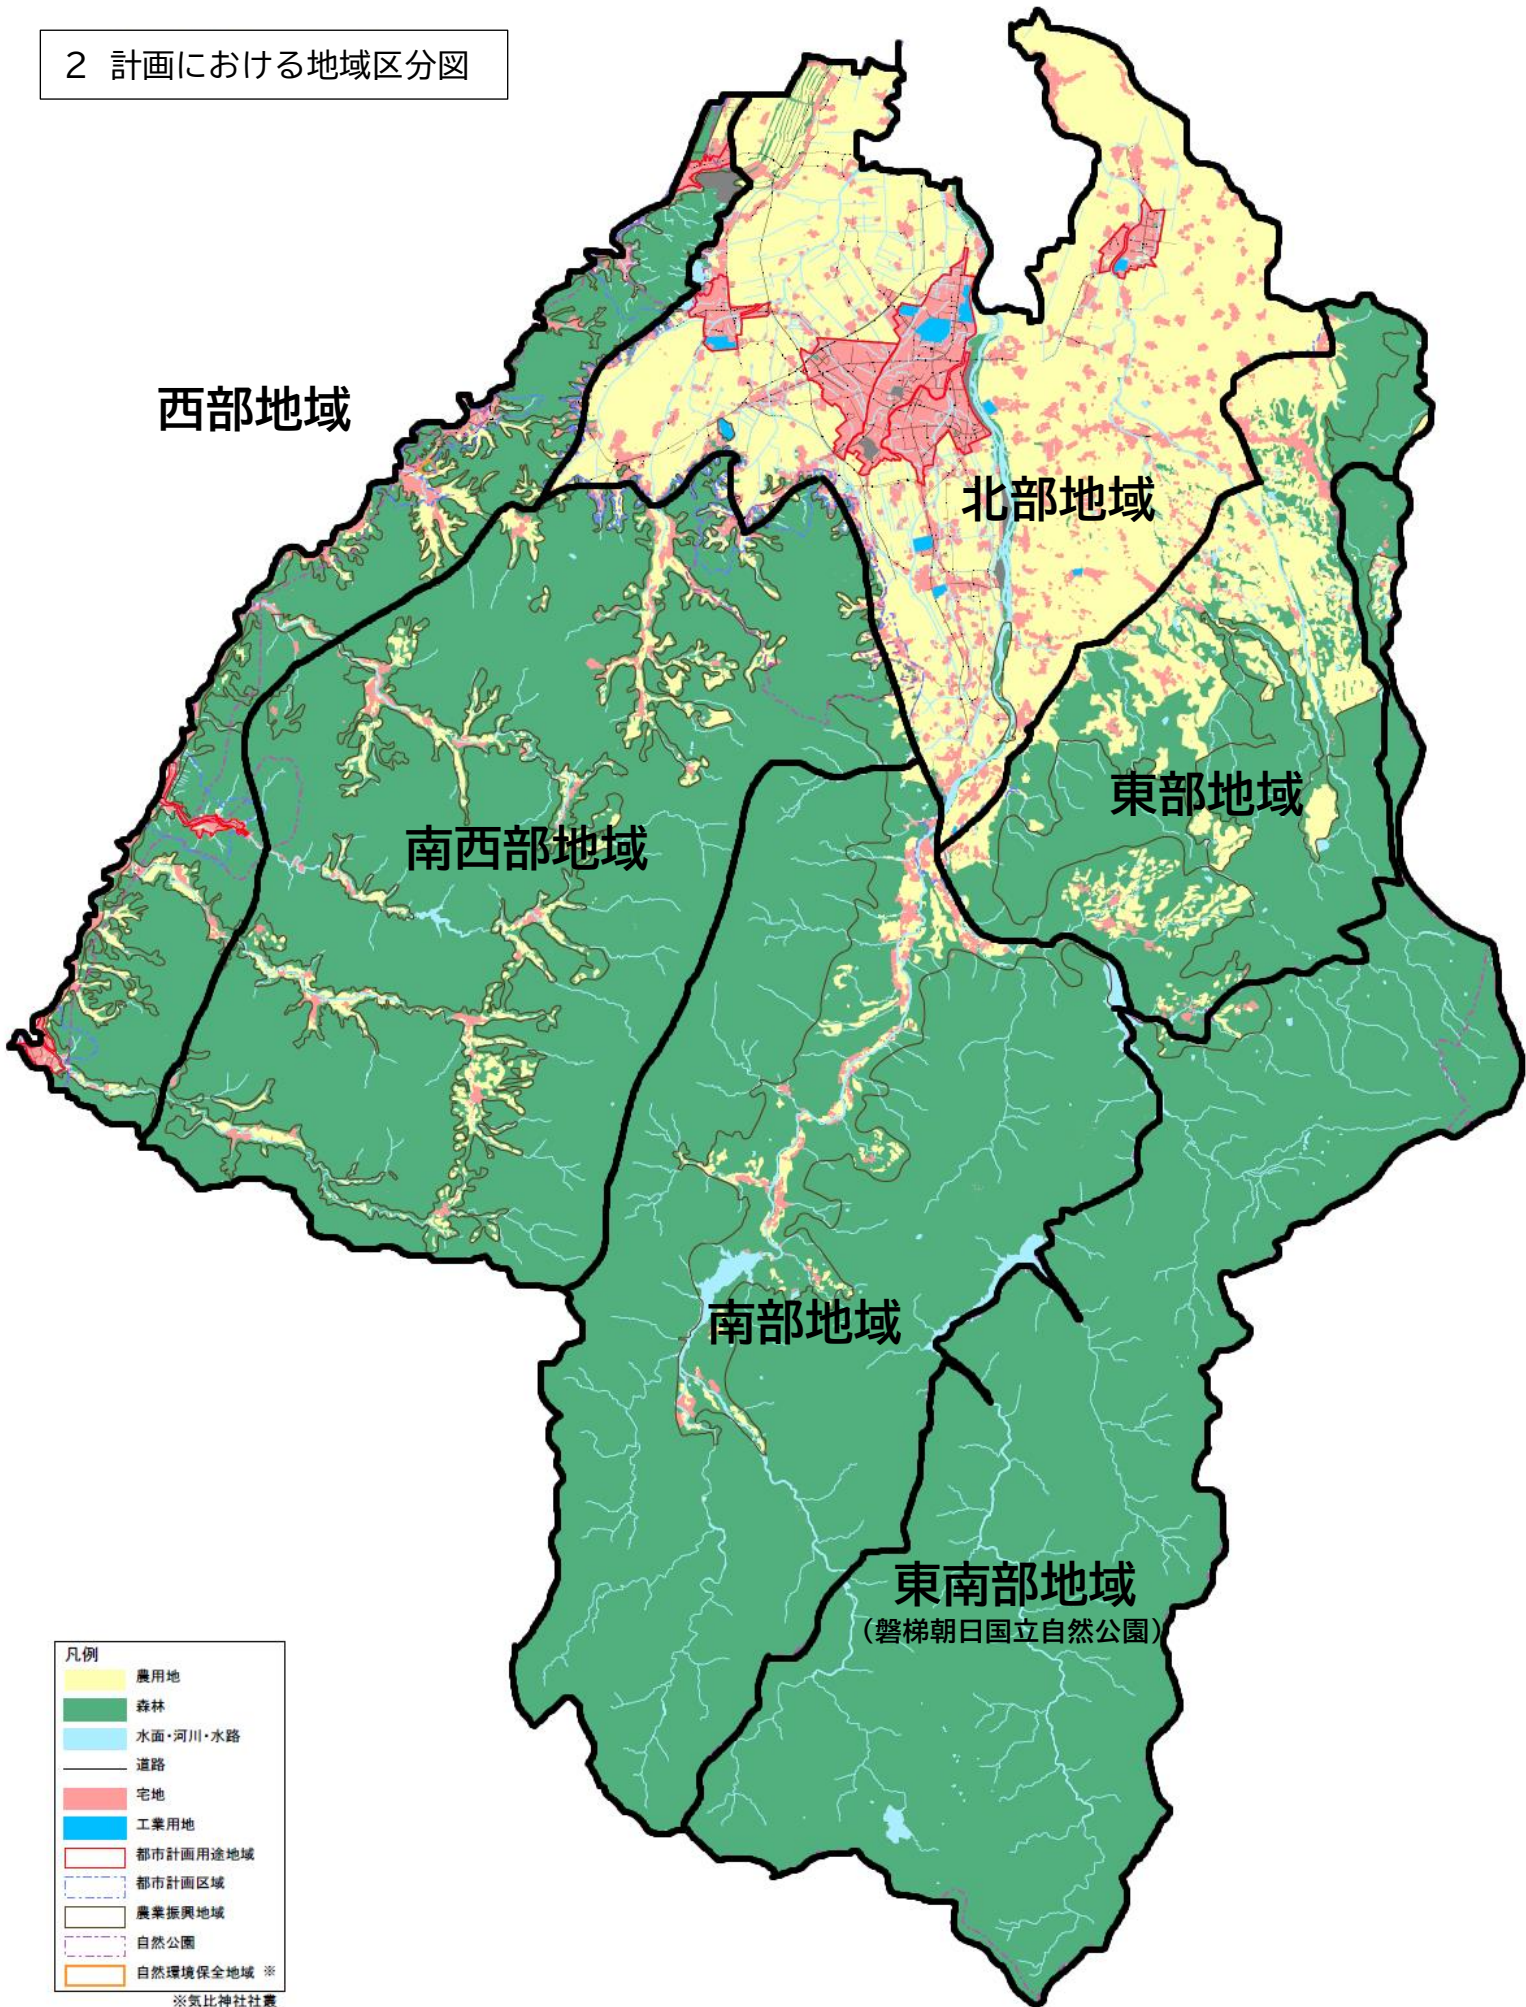 2 計画における地域区分図
西部地域
北部地域
東部地域
南西部地域
南部地域
東南部地域
（磐梯朝日国立自然公園）
凡例
農用地
森林
水面・河川・水路
道路
宅地
工業用地
都市計画用途地域
都市計画区域
農業振興地域
自然公園
自然環境保全地域 ※
※気比神社社叢